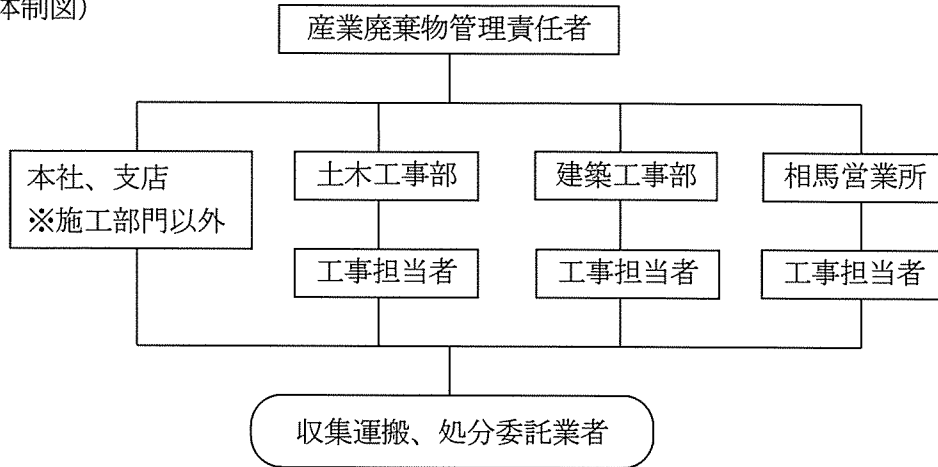 体制図）
産業廃棄物管理責任者
本社、支店
※施工部門以外
土木工事部
建築工事部
相馬営業所
工事担当者
工事担当者
工事担当者
収集運搬、処分委託業者